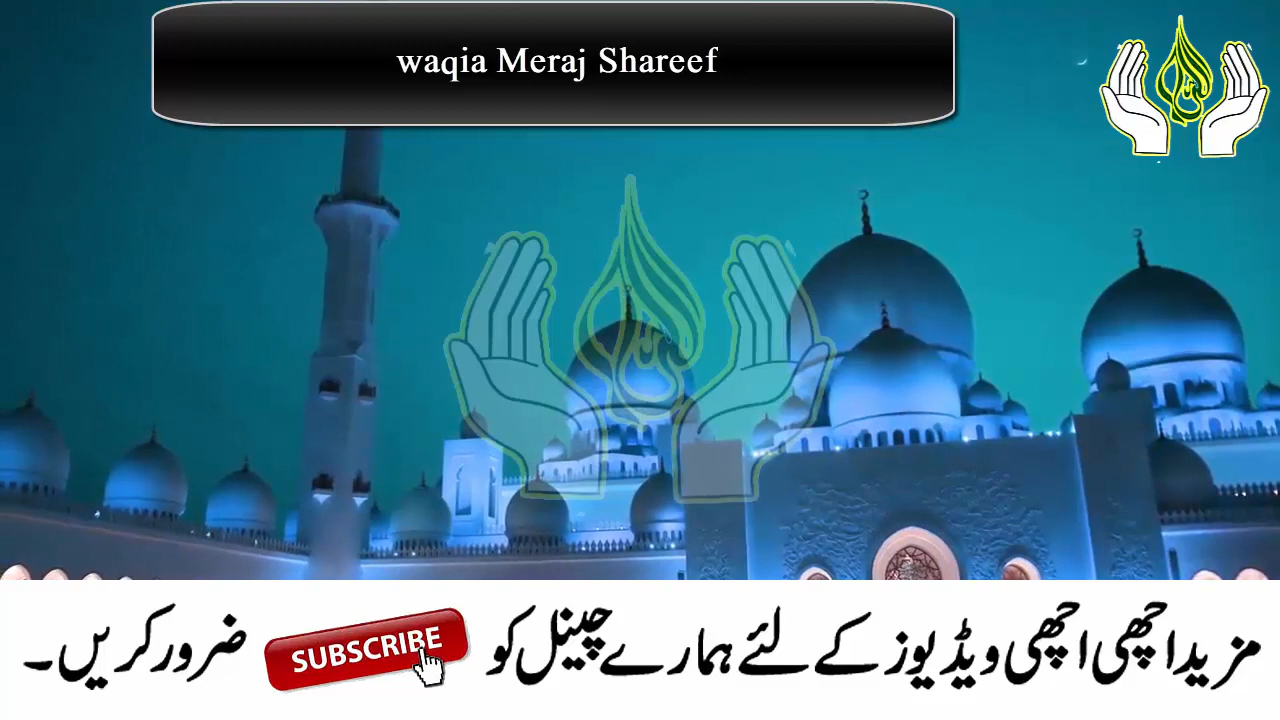 waqia Meraj Shareef
مزید اچھی اچھی ویڈیوز کے لئے ہمارے چینل کو SUBSCRIBE ضرور کریں۔